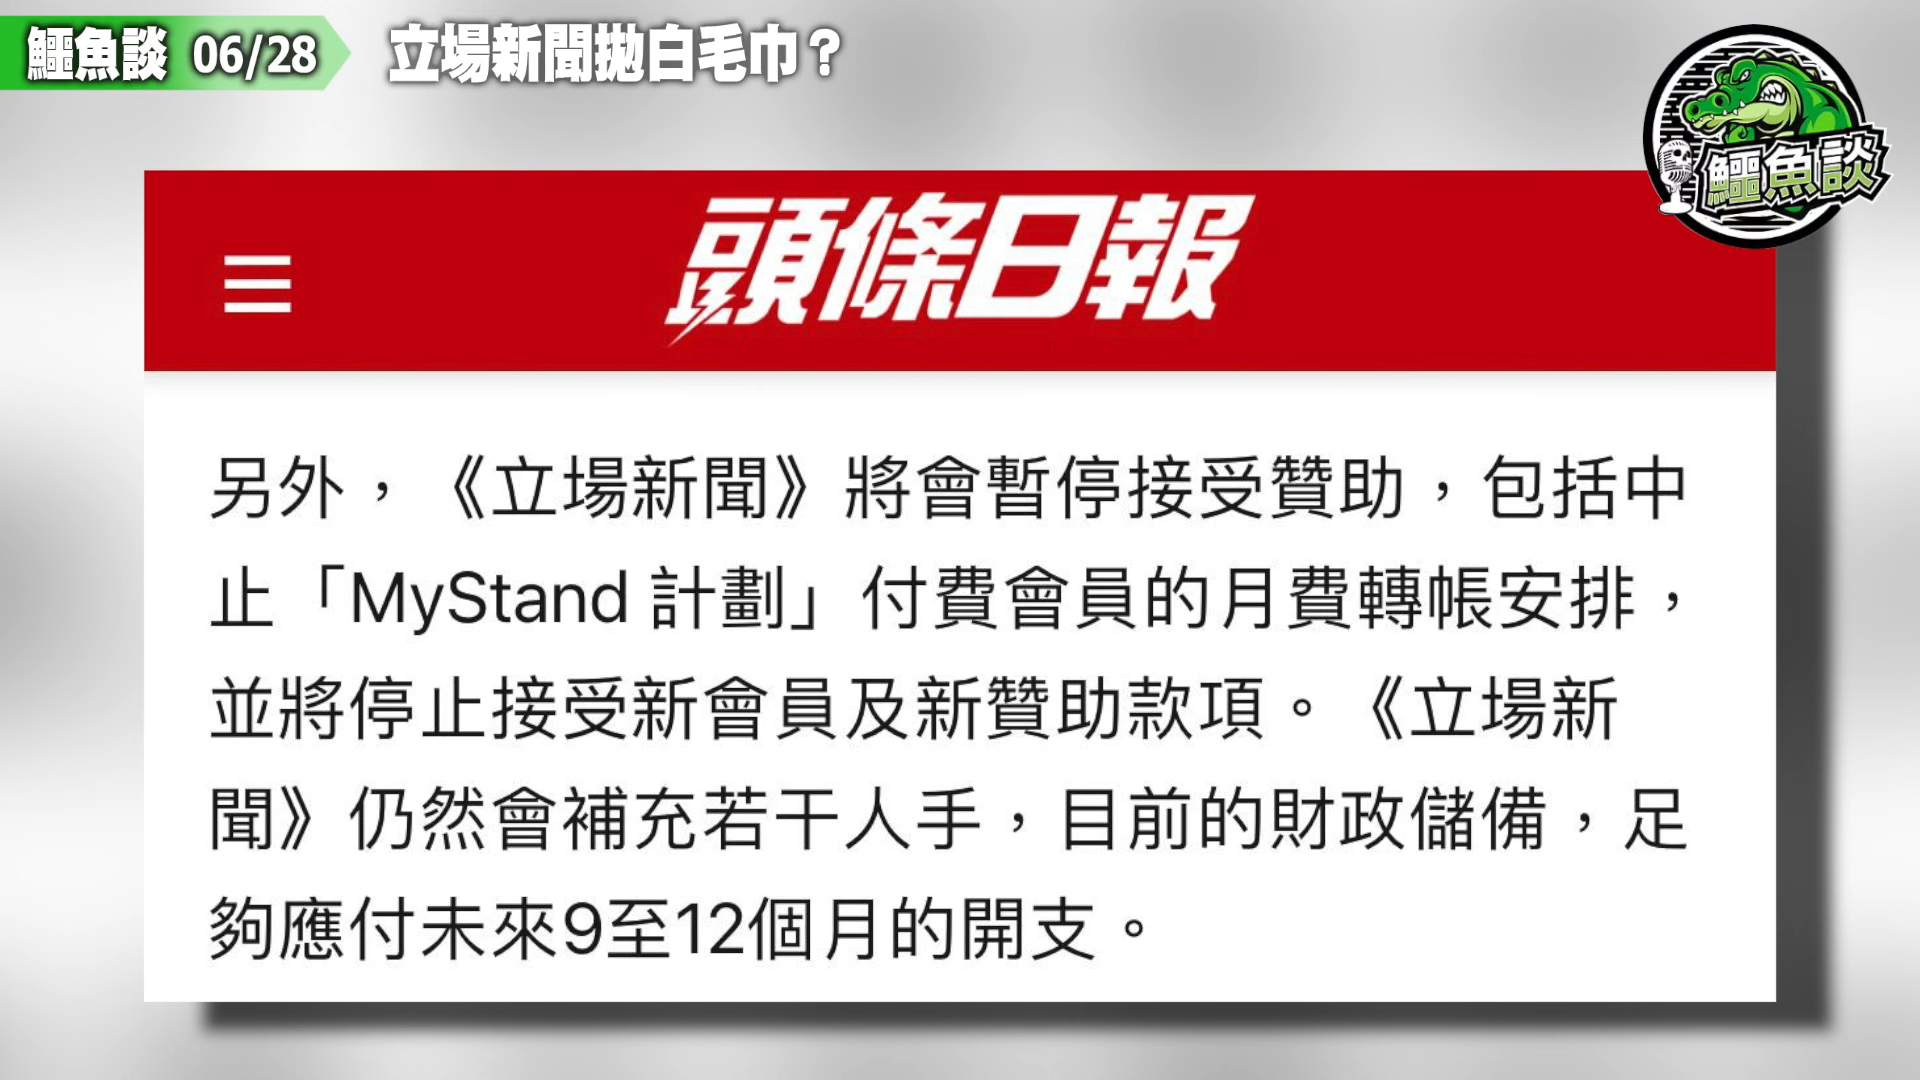 鱷魚談 06/28 立場新聞拋白毛巾？
鱷魚談
頭條日報
另外，《立場新聞》將會暫停接受贊助，包括中
止「MyStand 計劃」付費會員的月費轉帳安排，
並將停止接受新會員及新贊助款項。《立場新
聞》仍然會補充若干人手，目前的財政儲備，足
夠應付未來9至12個月的開支。